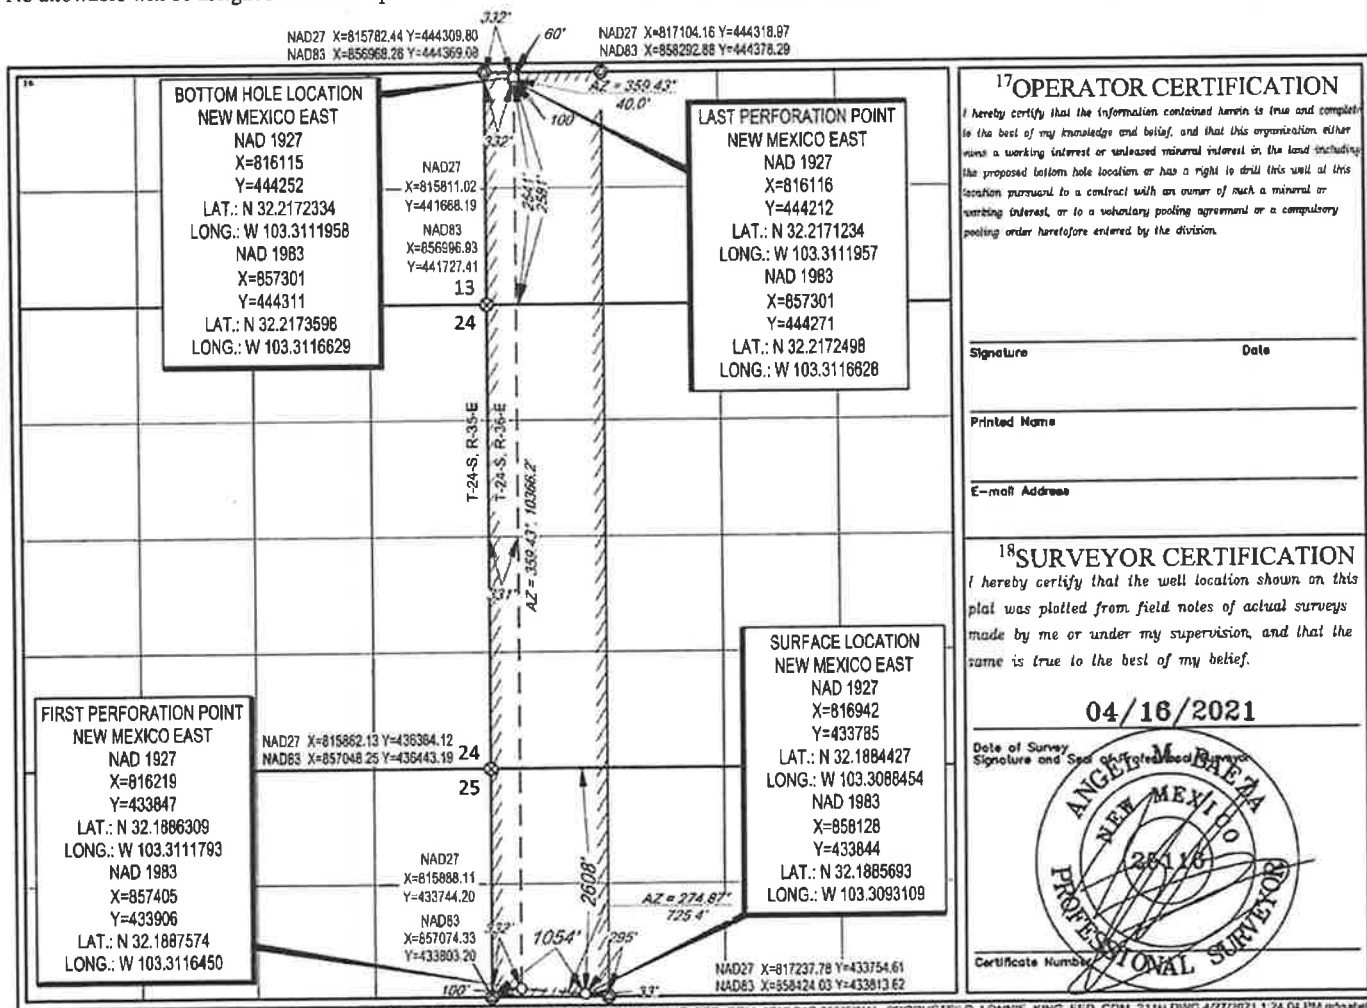 332'
60'
NAD27 X=815782.44 Y=444309.80
NAD83 X=856968.26 Y=444369.08
NAD27 X=817104.16 Y=444318.97
NAD83 X=858292.88 Y=444378.29
16
BOTTOM HOLE LOCATION
NEW MEXICO EAST
NAD 1927
X=816115
Y=444252
LAT.: N 32.2172334
LONG.: W 103.3111958
NAD 1983
X=857301
Y=444311
LAT.: N 32.2173598
LONG.: W 103.3116629
AZ = 359.43°
40.0'
100'
332'
2641'
2581'
LAST PERFORATION POINT
NEW MEXICO EAST
NAD 1927
X=816116
Y=444212
LAT.: N 32.2171234
LONG.: W 103.3111957
NAD 1983
X=857301
Y=444271
LAT.: N 32.2172498
LONG.: W 103.3116628
NAD27
X=815811.02
Y=441668.19
NAD83
X=856996.93
Y=441727.41
13
24
T-24-S, R-35-E
T-24-S, R-36-E
AZ = 359.43°, 10366.2'
331'
FIRST PERFORATION POINT
NEW MEXICO EAST
NAD 1927
X=816219
Y=433847
LAT.: N 32.1886309
LONG.: W 103.3111793
NAD 1983
X=857405
Y=433906
LAT.: N 32.1887574
LONG.: W 103.3116450
NAD27 X=815862.13 Y=436384.12
NAD83 X=857048.25 Y=436443.19
24
25
NAD27
X=815888.11
Y=433744.20
NAD83
X=857074.33
Y=433803.20
2608'
332'
1054'
295'
100'
33'
AZ = 274.87°
725.4'
SURFACE LOCATION
NEW MEXICO EAST
NAD 1927
X=816942
Y=433785
LAT.: N 32.1884427
LONG.: W 103.3088454
NAD 1983
X=858128
Y=433844
LAT.: N 32.1885693
LONG.: W 103.3093109
NAD27 X=817237.78 Y=433754.61
NAD83 X=858424.03 Y=433813.62
17OPERATOR CERTIFICATION
I hereby certify that the information contained herein is true and complete
to the best of my knowledge and belief, and that this organization either
owns a working interest or unleased mineral interest in the land including
the proposed bottom hole location or has a right to drill this well at this
location pursuant to a contract with an owner of such a mineral or
working interest, or to a voluntary pooling agreement or a compulsory
pooling order heretofore entered by the division.
Signature Date
Printed Name
E-mail Address
18SURVEYOR CERTIFICATION
I hereby certify that the well location shown on this
plat was plotted from field notes of actual surveys
made by me or under my supervision, and that the
same is true to the best of my belief.
04/16/2021
Date of Survey
Signature and Seal of Professional Surveyor
ANGEL M. BAEZA
NEW MEXICO
25116
PROFESSIONAL SURVEYOR
Certificate Number